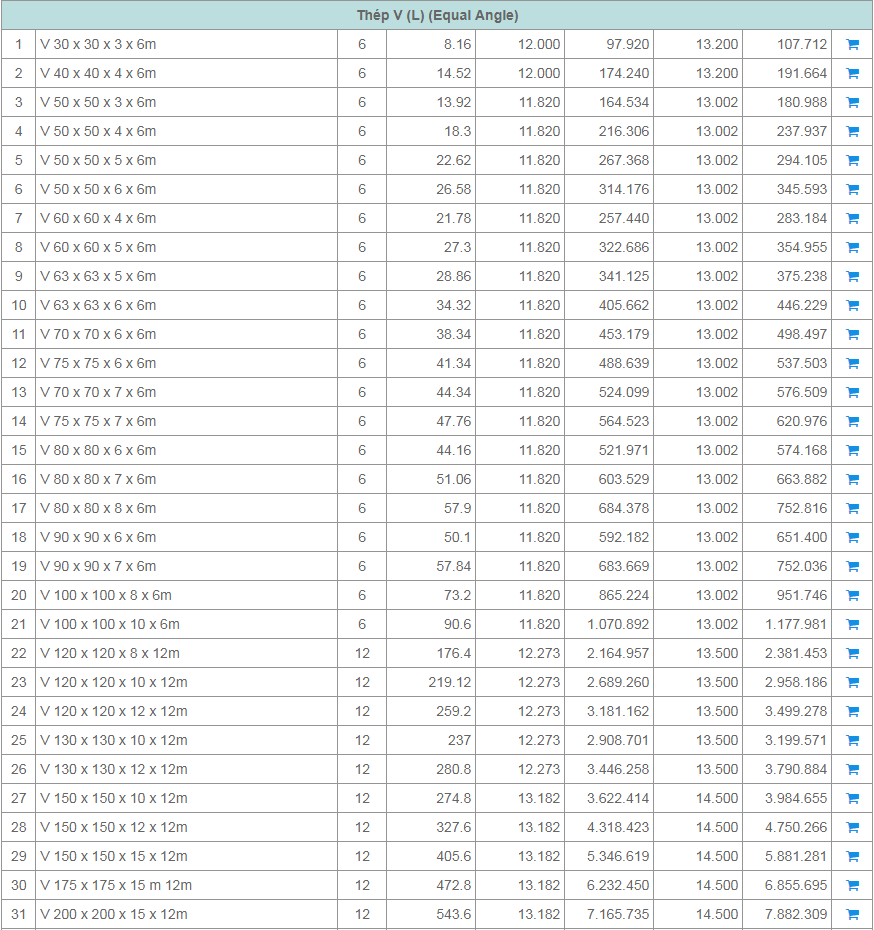 Thép V (L) (Equal Angle)
1 V 30 x 30 x 3 x 6m 6 8.16 12.000 97.920 13.200 107.712
2 V 40 x 40 x 4 x 6m 6 14.52 12.000 174.240 13.200 191.664
3 V 50 x 50 x 3 x 6m 6 13.92 11.820 164.534 13.002 180.988
4 V 50 x 50 x 4 x 6m 6 18.3 11.820 216.306 13.002 237.937
5 V 50 x 50 x 5 x 6m 6 22.62 11.820 267.368 13.002 294.105
6 V 50 x 50 x 6 x 6m 6 26.58 11.820 314.176 13.002 345.593
7 V 60 x 60 x 4 x 6m 6 21.78 11.820 257.440 13.002 283.184
8 V 60 x 60 x 5 x 6m 6 27.3 11.820 322.686 13.002 354.955
9 V 63 x 63 x 5 x 6m 6 28.86 11.820 341.125 13.002 375.238
10 V 63 x 63 x 6 x 6m 6 34.32 11.820 405.662 13.002 446.229
11 V 70 x 70 x 6 x 6m 6 38.34 11.820 453.179 13.002 498.497
12 V 75 x 75 x 6 x 6m 6 41.34 11.820 488.639 13.002 537.503
13 V 70 x 70 x 7 x 6m 6 44.34 11.820 524.099 13.002 576.509
14 V 75 x 75 x 7 x 6m 6 47.76 11.820 564.523 13.002 620.976
15 V 80 x 80 x 6 x 6m 6 44.16 11.820 521.971 13.002 574.168
16 V 80 x 80 x 7 x 6m 6 51.06 11.820 603.529 13.002 663.882
17 V 80 x 80 x 8 x 6m 6 57.9 11.820 684.378 13.002 752.816
18 V 90 x 90 x 6 x 6m 6 50.1 11.820 592.182 13.002 651.400
19 V 90 x 90 x 7 x 6m 6 57.84 11.820 683.669 13.002 752.036
20 V 100 x 100 x 8 x 6m 6 73.2 11.820 865.224 13.002 951.746
21 V 100 x 100 x 10 x 6m 6 90.6 11.820 1.070.892 13.002 1.177.981
22 V 120 x 120 x 8 x 12m 12 176.4 12.273 2.164.957 13.500 2.381.453
23 V 120 x 120 x 10 x 12m 12 219.12 12.273 2.689.260 13.500 2.958.186
24 V 120 x 120 x 12 x 12m 12 259.2 12.273 3.181.162 13.500 3.499.278
25 V 130 x 130 x 10 x 12m 12 237 12.273 2.908.701 13.500 3.199.571
26 V 130 x 130 x 12 x 12m 12 280.8 12.273 3.446.258 13.500 3.790.884
27 V 150 x 150 x 10 x 12m 12 274.8 13.182 3.622.414 14.500 3.984.655
28 V 150 x 150 x 12 x 12m 12 327.6 13.182 4.318.423 14.500 4.750.266
29 V 150 x 150 x 15 x 12m 12 405.6 13.182 5.346.619 14.500 5.881.281
30 V 175 x 175 x 15 m 12m 12 472.8 13.182 6.232.450 14.500 6.855.695
31 V 200 x 200 x 15 x 12m 12 543.6 13.182 7.165.735 14.500 7.882.309